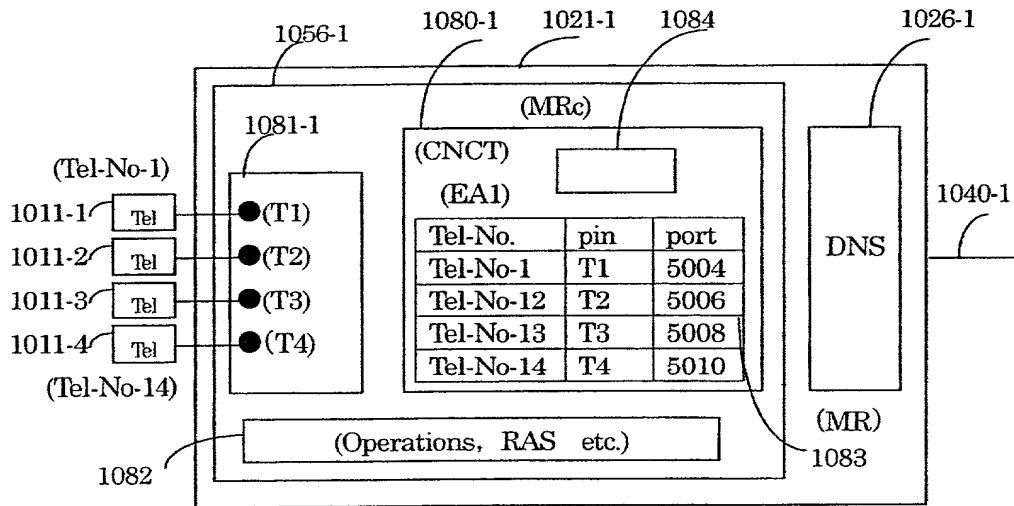 1080-1 1021-1 1084 1026-1
1056-1
(MRc)
1081-1
(CNCT)
(Tel-No-1)
(EA1)
1040-1
1011-1 Tel (T1)
Tel-No. pin port
DNS
1011-2 Tel (T2)
Tel-No-1 T1 5004
1011-3 Tel (T3)
Tel-No-12 T2 5006
1011-4 Tel (T4)
Tel-No-13 T3 5008
Tel-No-14 T4 5010
(Tel-No-14)
(MR)
(Operations, RAS etc.)
1082
1083